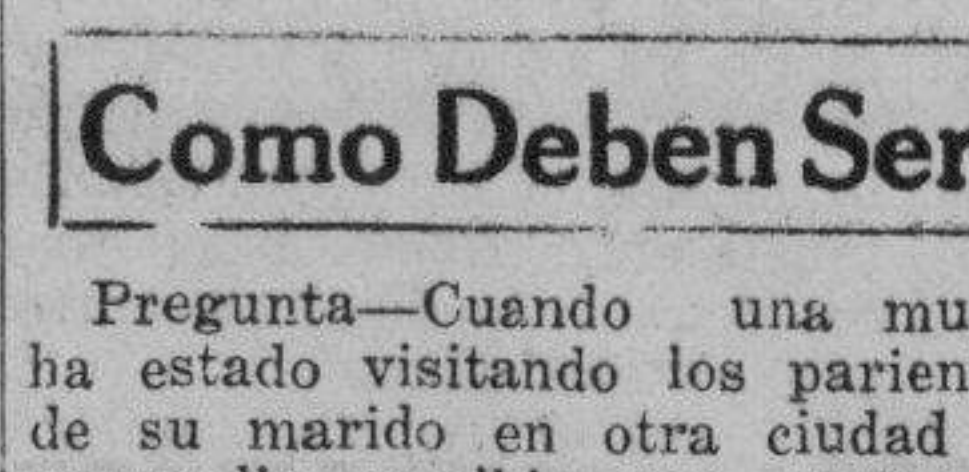 Como Deben Ser
Pregunta—Cuando una mu
ha estado visitando los parien
de su marido en otra ciudad